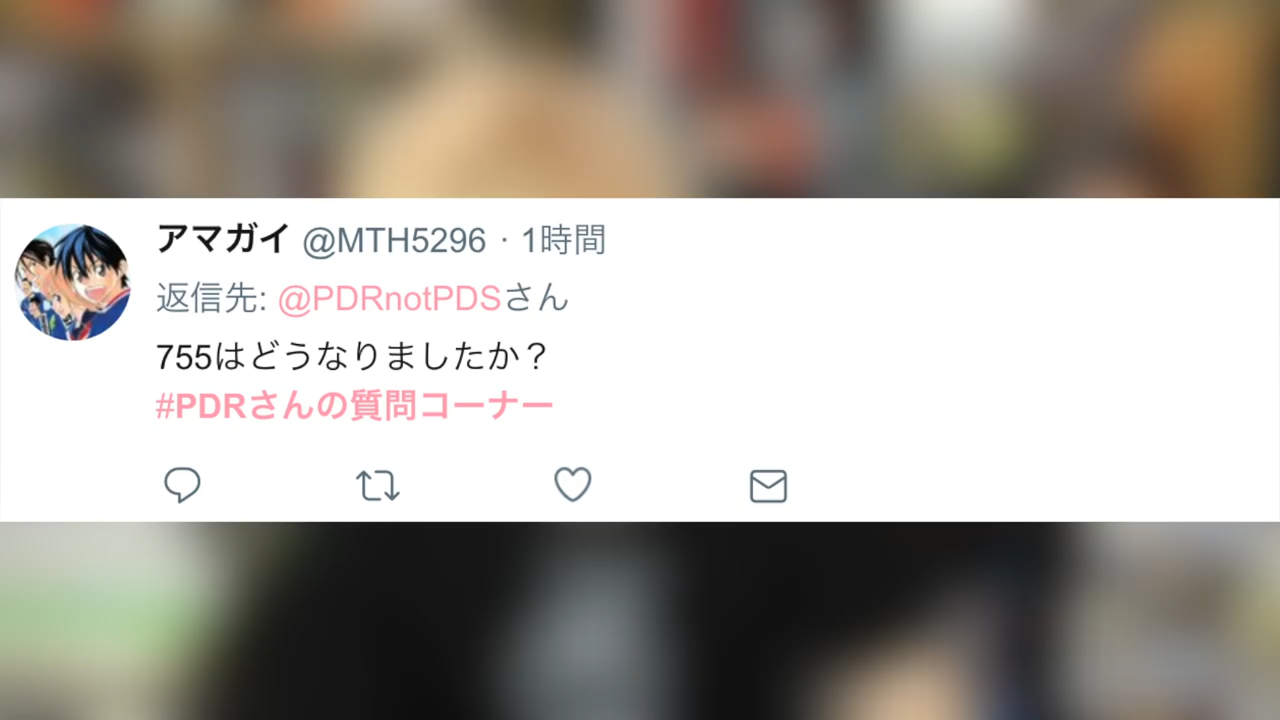 アマガイ @MTH5296 · 1時間
返信先: @PDRnotPDSさん
755はどうなりましたか？
#PDRさんの質問コーナー